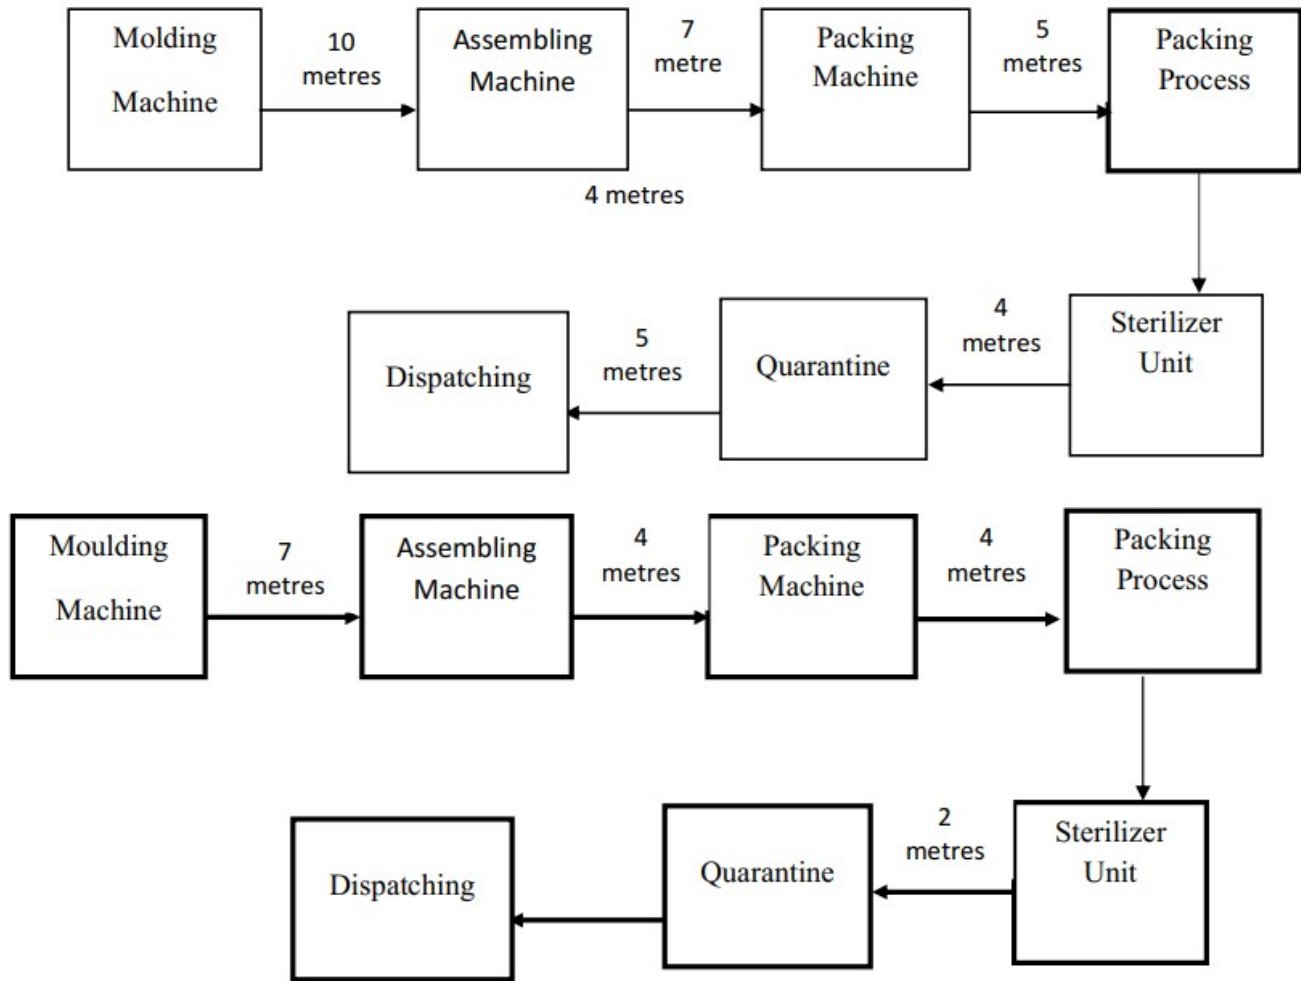 Molding
Machine
10
metres
Assembling
Machine
7
metre
Packing
Machine
5
metres
Packing
Process
4 metres
Dispatching
5
metres
Quarantine
4
metres
Sterilizer
Unit
Moulding
Machine
7
metres
Assembling
Machine
4
metres
Packing
Machine
4
metres
Packing
Process
Dispatching
Quarantine
2
metres
Sterilizer
Unit